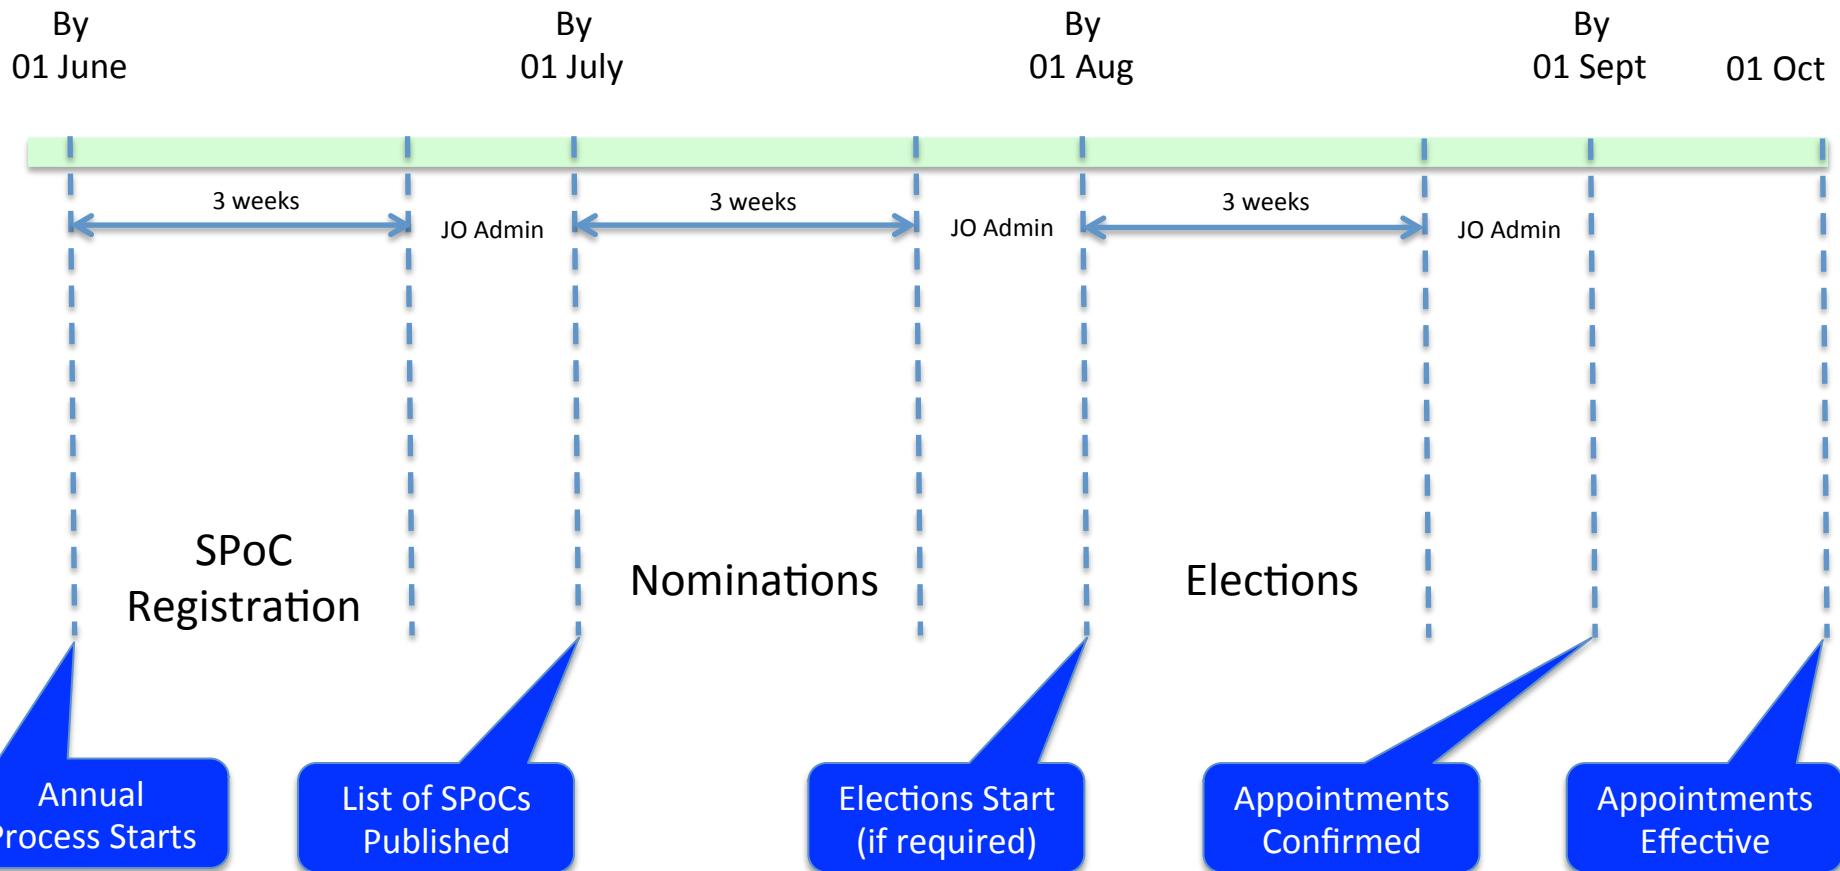 By
01 June
By
01 July
By
01 Aug
By
01 Sept
01 Oct
3 weeks
JO Admin
3 weeks
JO Admin
3 weeks
JO Admin
SPoC
Registration
Nominations
Elections
Annual
Process Starts
List of SPoCs
Published
Elections Start
(if required)
Appointments
Confirmed
Appointments
Effective